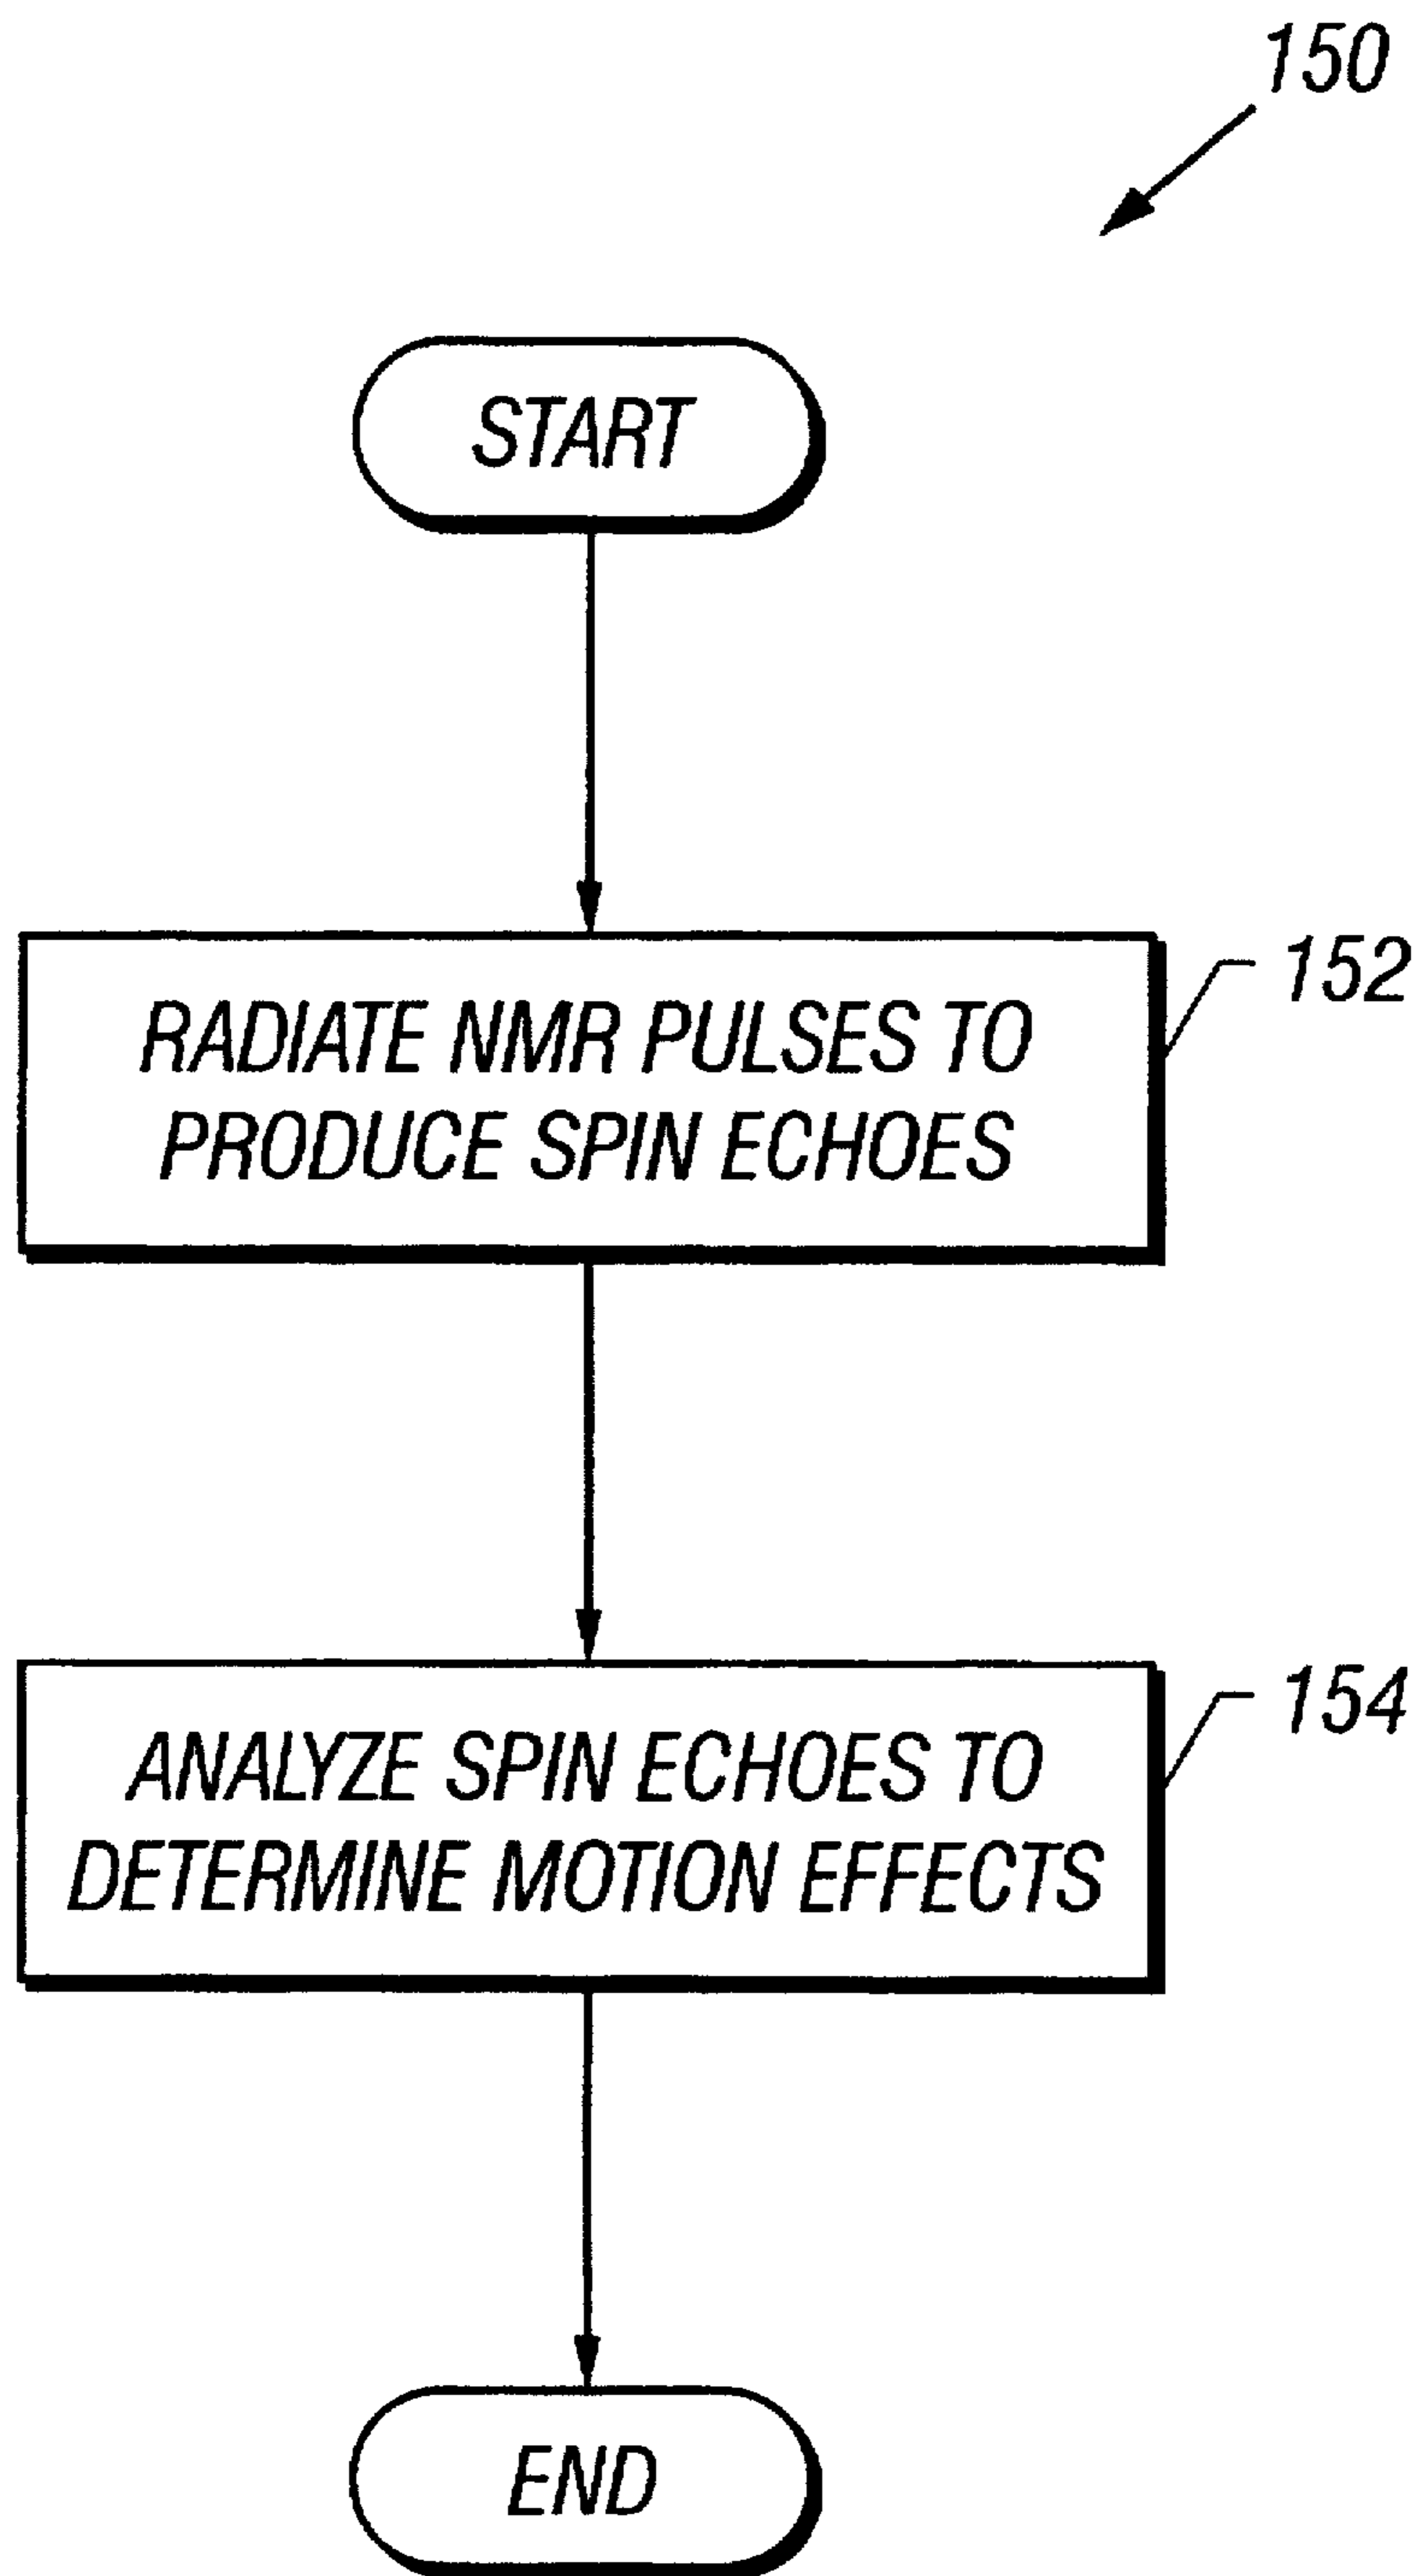 150
START
RADIATE NMR PULSES TO
PRODUCE SPIN ECHOES
152
ANALYZE SPIN ECHOES TO
DETERMINE MOTION EFFECTS
154
END